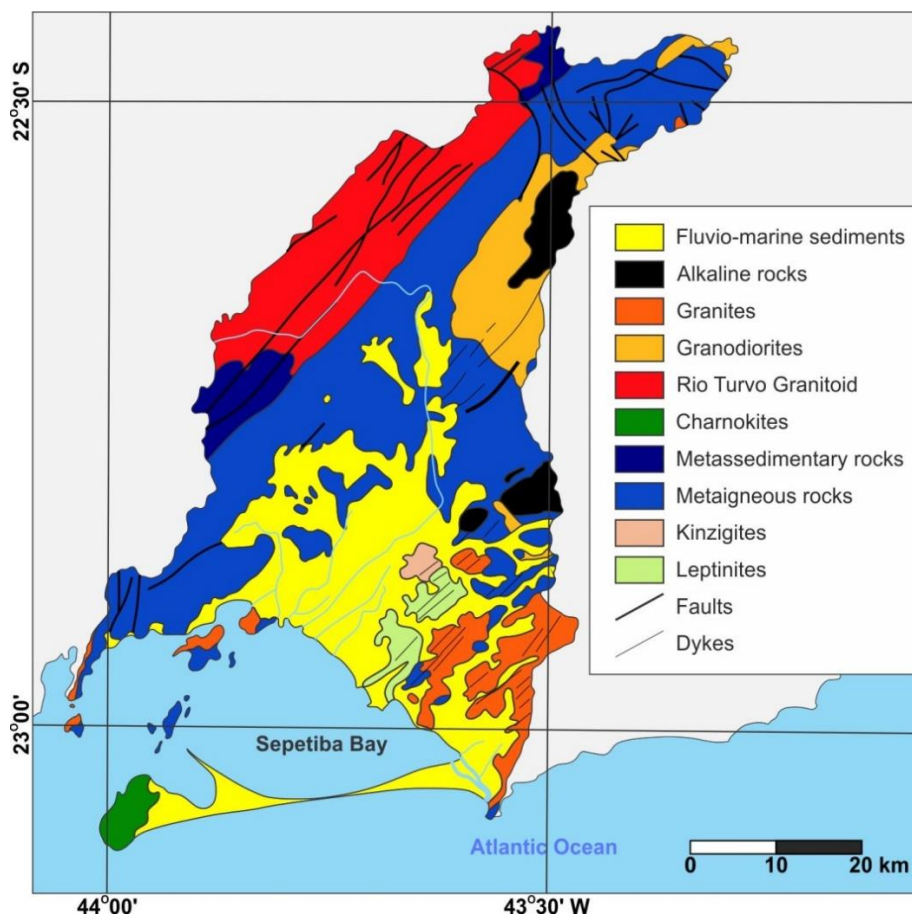 22°30' S
Fluvio-marine sediments
Alkaline rocks
Granites
Granodiorites
Rio Turvo Granitoid
Charnokites
Metassedimentary rocks
Metaigneous rocks
Kinzigites
Leptinites
Faults
Dykes
23°00'
Sepetiba Bay
Atlantic Ocean
0 10 20 km
44°00' 43°30' W